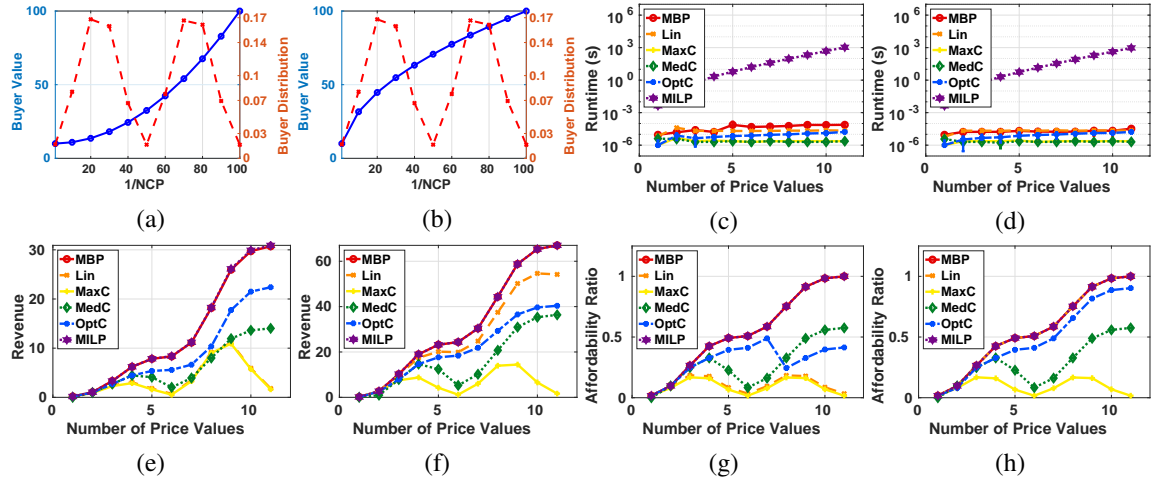 100
50
0
Buyer Value
20 40 60 80 100
1/NCP
0.17
0.14
0.1
0.07
0.03
0
Buyer Distribution
(a)
100
50
0
Buyer Value
0 20 40 60 80 100
1/NCP
0.17
0.14
0.1
0.07
0.03
0
Buyer Distribution
(b)
Runtime (s)
10^6
10^3
10^0
10^-3
10^-6
MBP
Lin
MaxC
MedC
OptC
MILP
0 5 10
Number of Price Values
(c)
Runtime (s)
10^6
10^3
10^0
10^-3
10^-6
MBP
Lin
MaxC
MedC
OptC
MILP
0 5 10
Number of Price Values
(d)
Revenue
30
20
10
0
MBP
Lin
MaxC
MedC
OptC
MILP
0 5 10
Number of Price Values
(e)
Revenue
60
40
20
0
MBP
Lin
MaxC
MedC
OptC
MILP
0 5 10
Number of Price Values
(f)
Affordability Ratio
1
0.5
0
MBP
Lin
MaxC
MedC
OptC
MILP
0 5 10
Number of Price Values
(g)
Affordability Ratio
1
0.5
0
MBP
Lin
MaxC
MedC
OptC
MILP
0 5 10
Number of Price Values
(h)